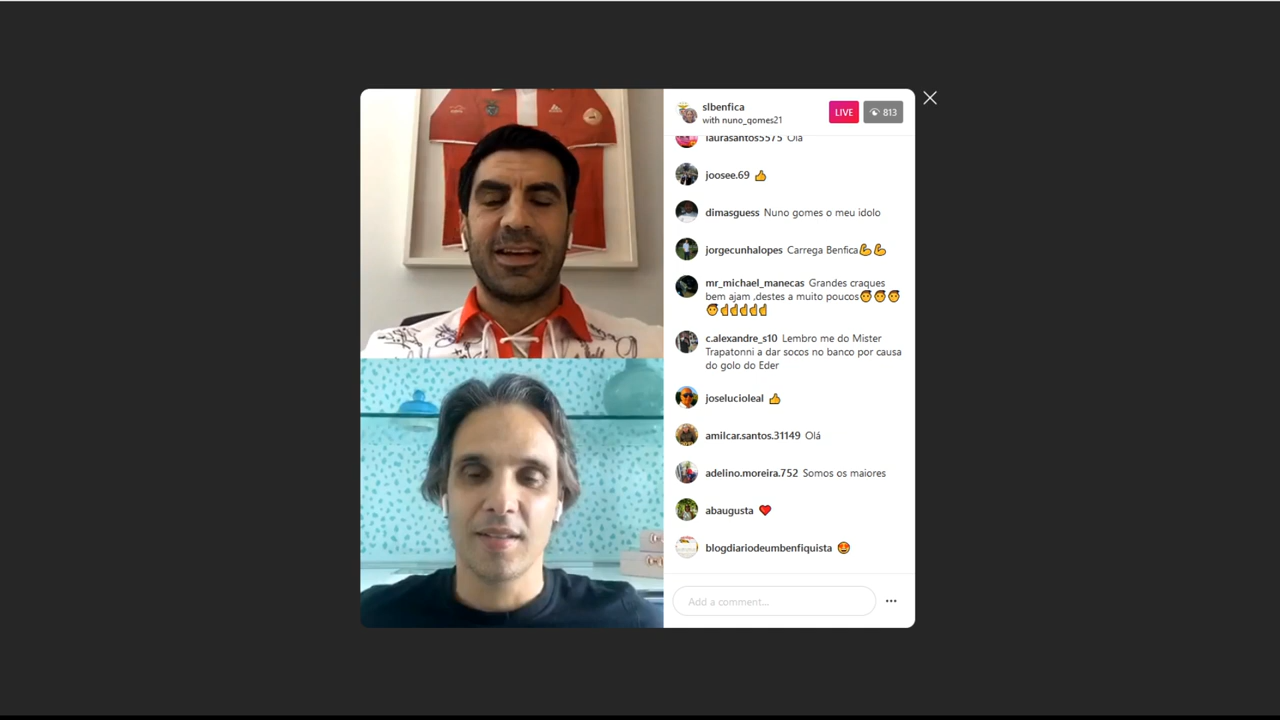 slbenfica
with nuno_gomes21
LIVE
813
laurasantos5575 Olá
joosee.69
dimasguess Nuno gomes o meu idolo
jorgecunhalopes Carrega Benfica
mr_michael_manecas Grandes craques
bem ajam ,destes a muito poucos
c.alexandre_s10 Lembro me do Mister
Trapatonni a dar socos no banco por causa
do golo do Eder
joselucioleal
amilcar.santos.31149 Olá
adelino.moreira.752 Somos os maiores
abaugusta
blogdiariodeumbenfiquista
Add a comment...